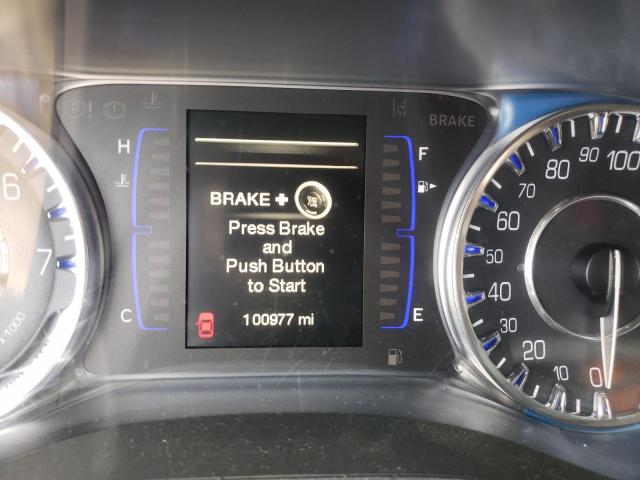 BRAKE
H
F
BRAKE +
Press Brake
and
Push Button
to Start
C
E
100977 mi
6
7
x 1000
0
10
20
30
40
50
60
70
80
90
100